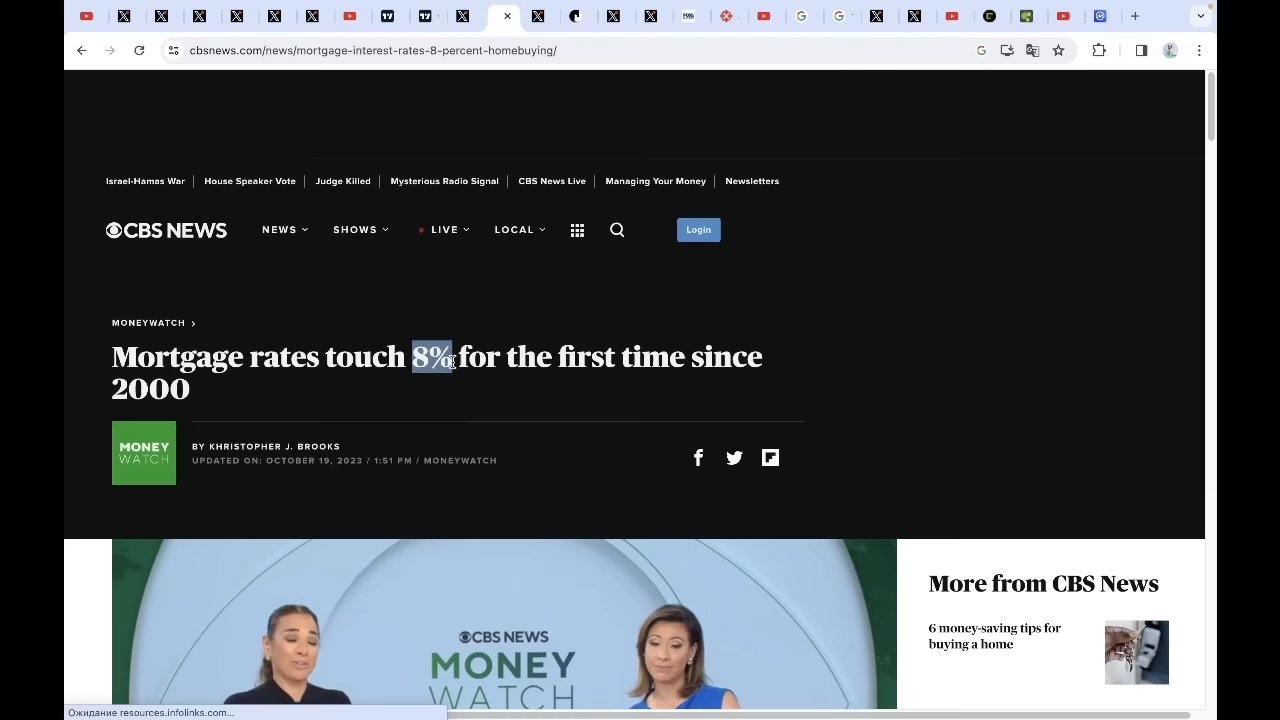 cbsnews.com/news/mortgage-interest-rates-8-percent-homebuying/
Israel-Hamas War
House Speaker Vote
Judge Killed
Mysterious Radio Signal
CBS News Live
Managing Your Money
Newsletters
CBS NEWS
NEWS
SHOWS
LIVE
LOCAL
Login
MONEYWATCH
Mortgage rates touch 8% for the first time since
2000
MONEY
WATCH
BY KHRISTOPHER J. BROOKS
UPDATED ON: OCTOBER 19, 2023 / 1:51 PM / MONEYWATCH
CBS NEWS
MONEY
WATCH
More from CBS News
6 money-saving tips for
buying a home
Ожидание resources.infolinks.com...